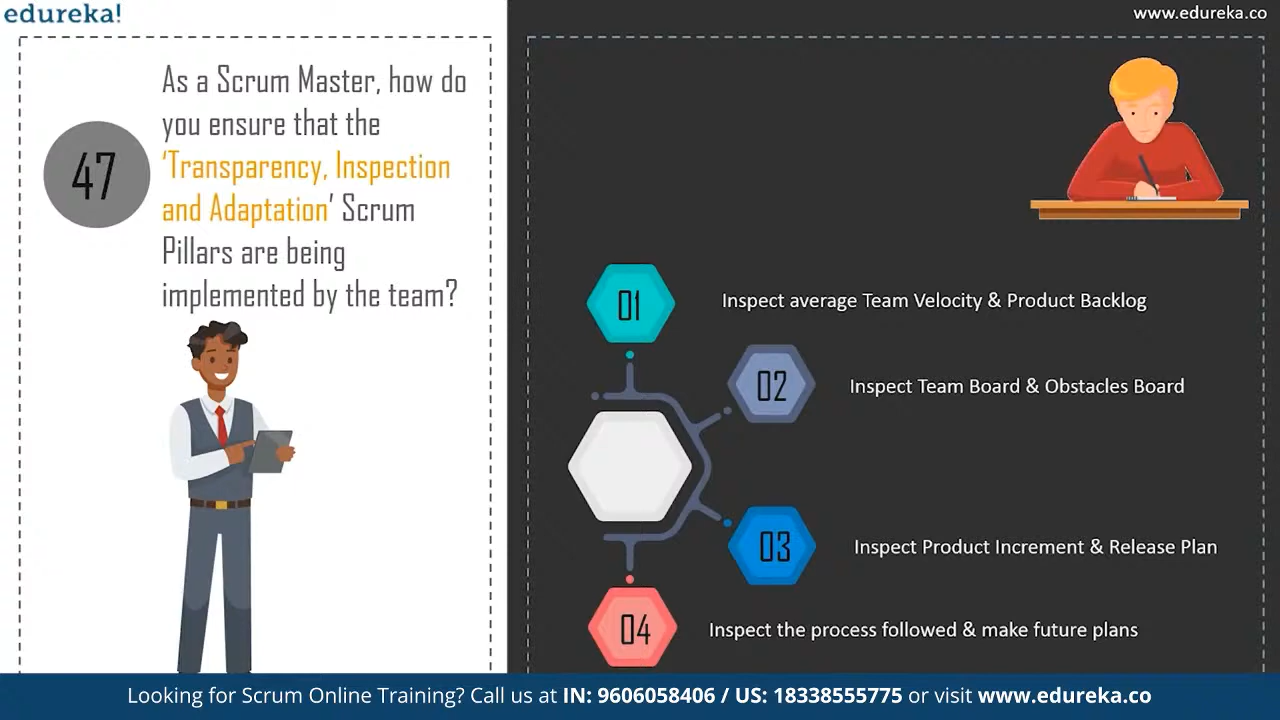 edureka!
www.edureka.co
47
As a Scrum Master, how do
you ensure that the
‘Transparency, Inspection
and Adaptation’ Scrum
Pillars are being
implemented by the team?
01
Inspect average Team Velocity & Product Backlog
02
Inspect Team Board & Obstacles Board
03
Inspect Product Increment & Release Plan
04
Inspect the process followed & make future plans
Looking for Scrum Online Training? Call us at IN: 9606058406 / US: 18338555775 or visit www.edureka.co